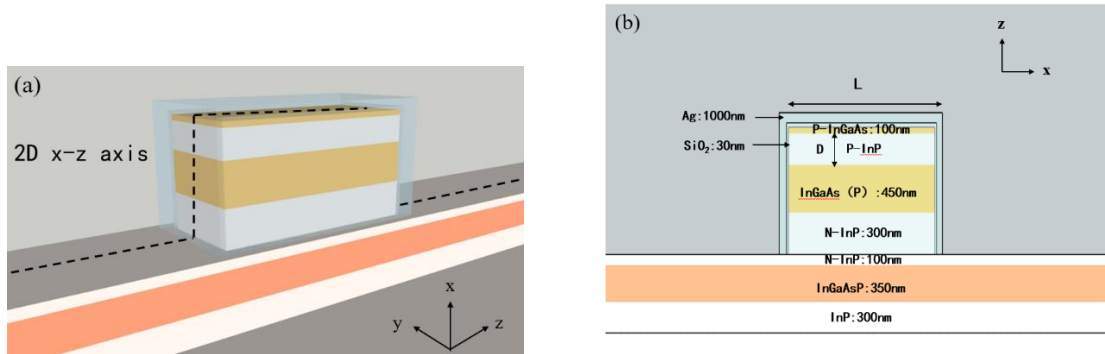 (a)
2D x-z axis
x
y
z
(b)
z
x
L
Ag:1000nm
P-InGaAs:100nm
SiO₂:30nm
D
P-InP
InGaAs (P) :450nm
N-InP:300nm
N-InP:100nm
InGaAsP:350nm
InP:300nm